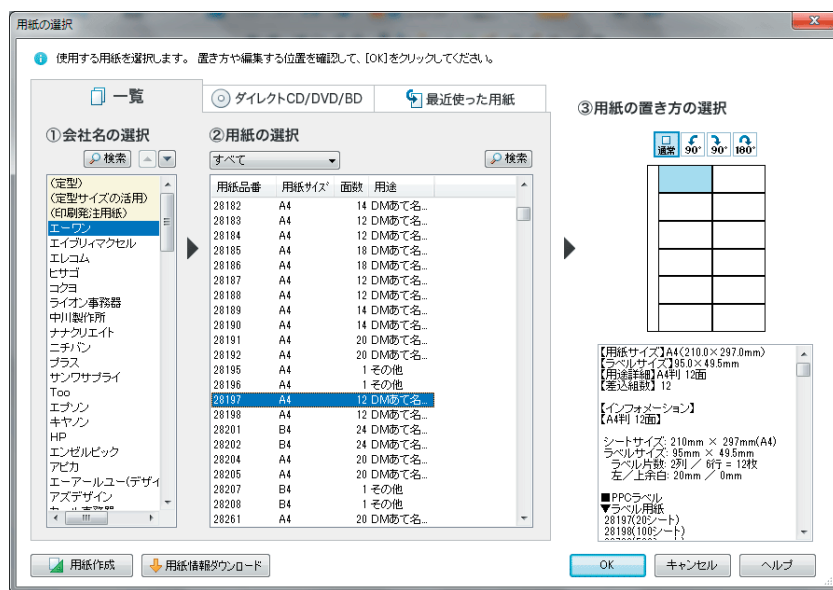 用紙の選択
使用する用紙を選択します。 置き方や編集する位置を確認して、[OK]をクリックしてください。
一覧
ダイレクトCD/DVD/BD
最近使った用紙
①会社名の選択
検索
(定型)
(定型サイズの活用)
(印刷発注用紙)
エーワン
エイブリィマクセル
エレコム
ヒサゴ
コクヨ
ライオン事務器
中川製作所
ナナクリエイト
ニチバン
プラス
サンワサプライ
Too
エプソン
キヤノン
HP
エンゼルビック
アピカ
エーアールユー(デザイ
アズデザイン
②用紙の選択
すべて
検索
用紙品番 用紙サイズ 面数 用途
28182 A4 14 DMあて名...
28183 A4 12 DMあて名...
28184 A4 12 DMあて名...
28185 A4 18 DMあて名...
28186 A4 18 DMあて名...
28187 A4 12 DMあて名...
28188 A4 12 DMあて名...
28189 A4 14 DMあて名...
28190 A4 14 DMあて名...
28191 A4 20 DMあて名...
28192 A4 20 DMあて名...
28195 A4 1 その他
28196 A4 1 その他
28197 A4 12 DMあて名...
28198 A4 12 DMあて名...
28201 B4 24 DMあて名...
28202 B4 24 DMあて名...
28204 A4 20 DMあて名...
28205 A4 20 DMあて名...
28207 B4 1 その他
28208 B4 1 その他
28261 A4 20 DMあて名...
③用紙の置き方の選択
通常 90° 90° 180°
【用紙サイズ】A4(210.0×297.0mm)
【ラベルサイズ】95.0×49.5mm
【用途詳細】A4判 12面
【差込組数】 12
【インフォメーション】
【A4判 12面】
シートサイズ: 210mm × 297mm(A4)
ラベルサイズ: 95mm × 49.5mm
ラベル片数: 2列 / 6行 = 12枚
左/上余白: 20mm / 0mm
■PPCラベル
▼ラベル用紙
28197(20シート)
28198(100シート)
用紙作成
用紙情報ダウンロード
OK
キャンセル
ヘルプ